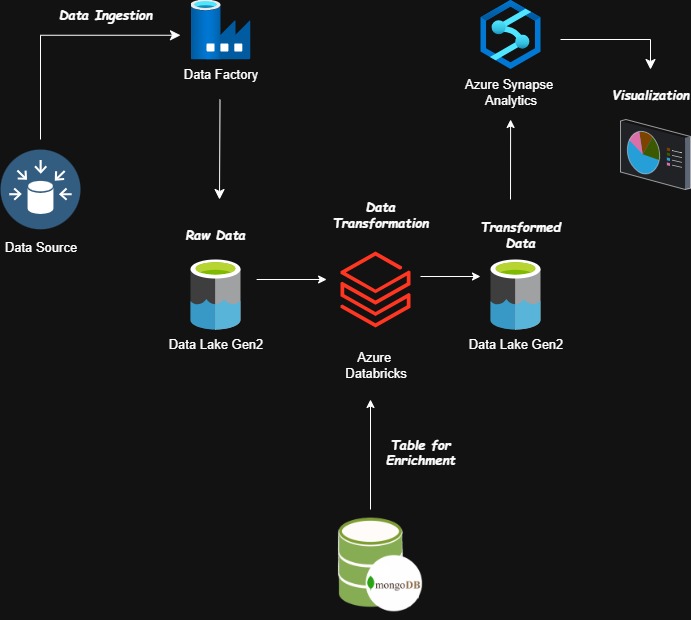 Data Ingestion
Data Factory
Azure Synapse
Analytics
Visualization
Data Source
Raw Data
Data
Transformation
Transformed
Data
Data Lake Gen2
Azure
Databricks
Data Lake Gen2
Table for
Enrichment
mongoDB